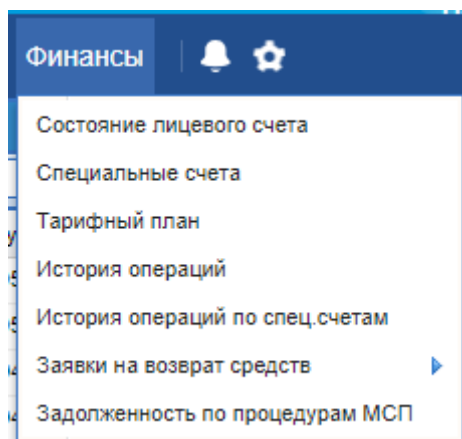 Финансы
Состояние лицевого счета
Специальные счета
Тарифный план
История операций
История операций по спец.счетам
Заявки на возврат средств
Задолженность по процедурам МСП